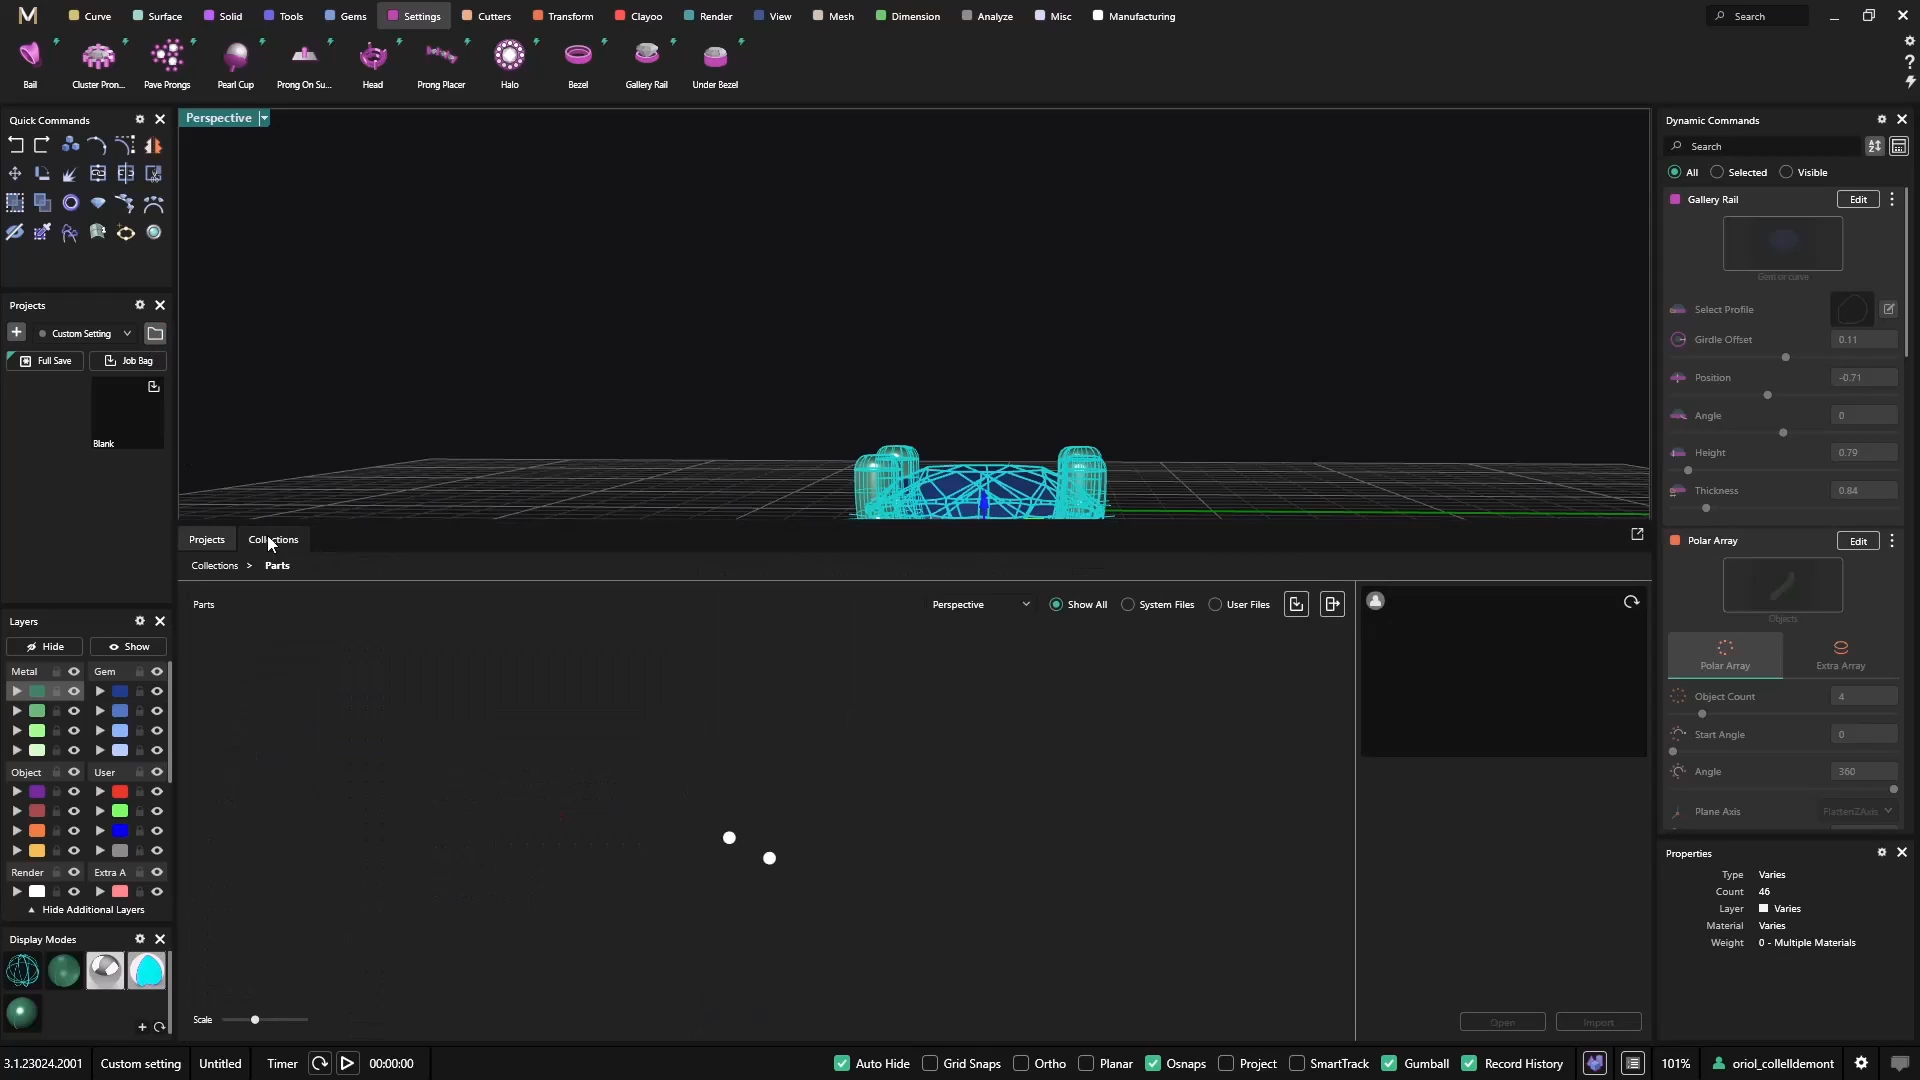 M Curve Surface Solid Tools Gems Settings Cutters Transform Clayoo Render View Mesh Dimension Analyze Misc Manufacturing Search
Bail Cluster Pron... Pave Prongs Pearl Cup Prong On Su... Head Prong Placer Halo Bezel Gallery Rail Under Bezel
Quick Commands
Perspective
Projects
Custom Setting
Full Save Job Bag
Blank
Layers
Hide Show
Metal Gem
Object User
Render Extra A
Hide Additional Layers
Display Modes
Projects Collections
Collections > Parts
Parts Perspective Show All System Files User Files
Scale
Open Import
Dynamic Commands
Search
All Selected Visible
Gallery Rail Edit
Gem or curve
Select Profile
Girdle Offset 0.11
Position -0.71
Angle 0
Height 0.79
Thickness 0.84
Polar Array Edit
Objects
Polar Array Extra Array
Object Count 4
Start Angle 0
Angle 360
Plane Axis FlattenZAxis
Properties
Type Varies
Count 46
Layer Varies
Material Varies
Weight 0 - Multiple Materials
3.1.23024.2001 Custom setting Untitled Timer 00:00:00 Auto Hide Grid Snaps Ortho Planar Osnaps Project SmartTrack Gumball Record History 101% oriol_collelldemont